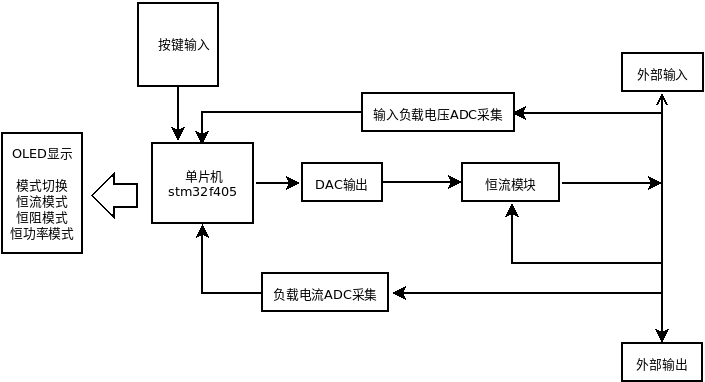 按键输入
外部输入
输入负载电压ADC采集
OLED显示
模式切换
恒流模式
恒阻模式
恒功率模式
单片机
stm32f405
DAC输出
恒流模块
负载电流ADC采集
外部输出